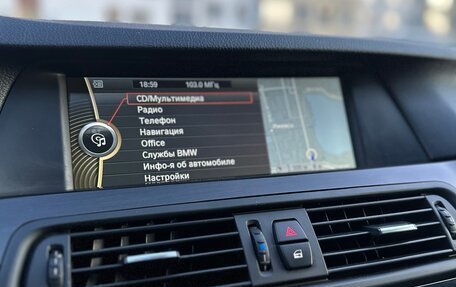 18:59 103.0 МГц
CD/Мультимедиа
Радио
Телефон
Навигация
Office
Службы BMW
Инфо-я об автомобиле
Настройки